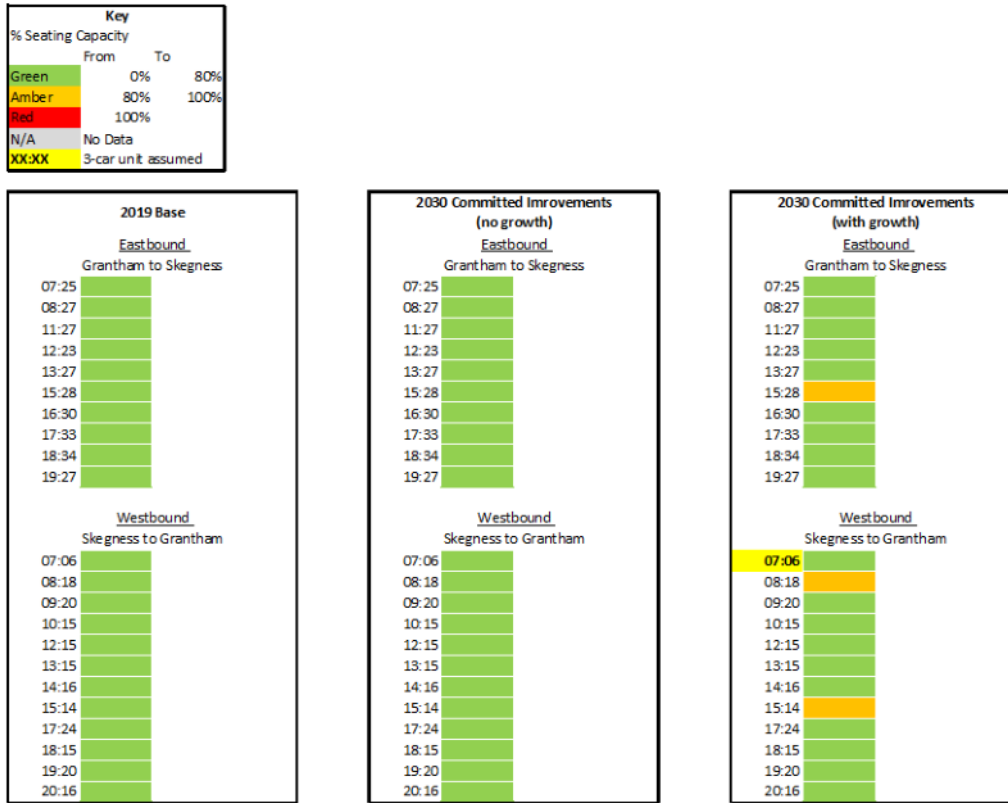 Key
% Seating Capacity
From To
Green 0% 80%
Amber 80% 100%
Red 100%
N/A No Data
XX:XX 3-car unit assumed
2019 Base
Eastbound
Grantham to Skegness
07:25
08:27
11:27
12:23
13:27
15:28
16:30
17:33
18:34
19:27
Westbound
Skegness to Grantham
07:06
08:18
09:20
10:15
12:15
13:15
14:16
15:14
17:24
18:15
19:20
20:16
2030 Committed Imrovements
(no growth)
Eastbound
Grantham to Skegness
07:25
08:27
11:27
12:23
13:27
15:28
16:30
17:33
18:34
19:27
Westbound
Skegness to Grantham
07:06
08:18
09:20
10:15
12:15
13:15
14:16
15:14
17:24
18:15
19:20
20:16
2030 Committed Imrovements
(with growth)
Eastbound
Grantham to Skegness
07:25
08:27
11:27
12:23
13:27
15:28
16:30
17:33
18:34
19:27
Westbound
Skegness to Grantham
07:06
08:18
09:20
10:15
12:15
13:15
14:16
15:14
17:24
18:15
19:20
20:16